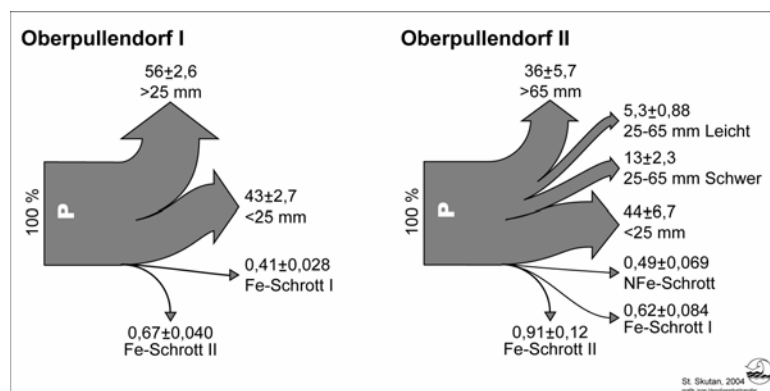 Oberpullendorf I
56±2,6
>25 mm
100 %
P
43±2,7
<25 mm
0,41±0,028
Fe-Schrott I
0,67±0,040
Fe-Schrott II
Oberpullendorf II
36±5,7
>65 mm
5,3±0,88
25-65 mm Leicht
13±2,3
25-65 mm Schwer
100 %
P
44±6,7
<25 mm
0,49±0,069
NFe-Schrott
0,62±0,084
Fe-Schrott I
0,91±0,12
Fe-Schrott II
St. Skutan, 2004